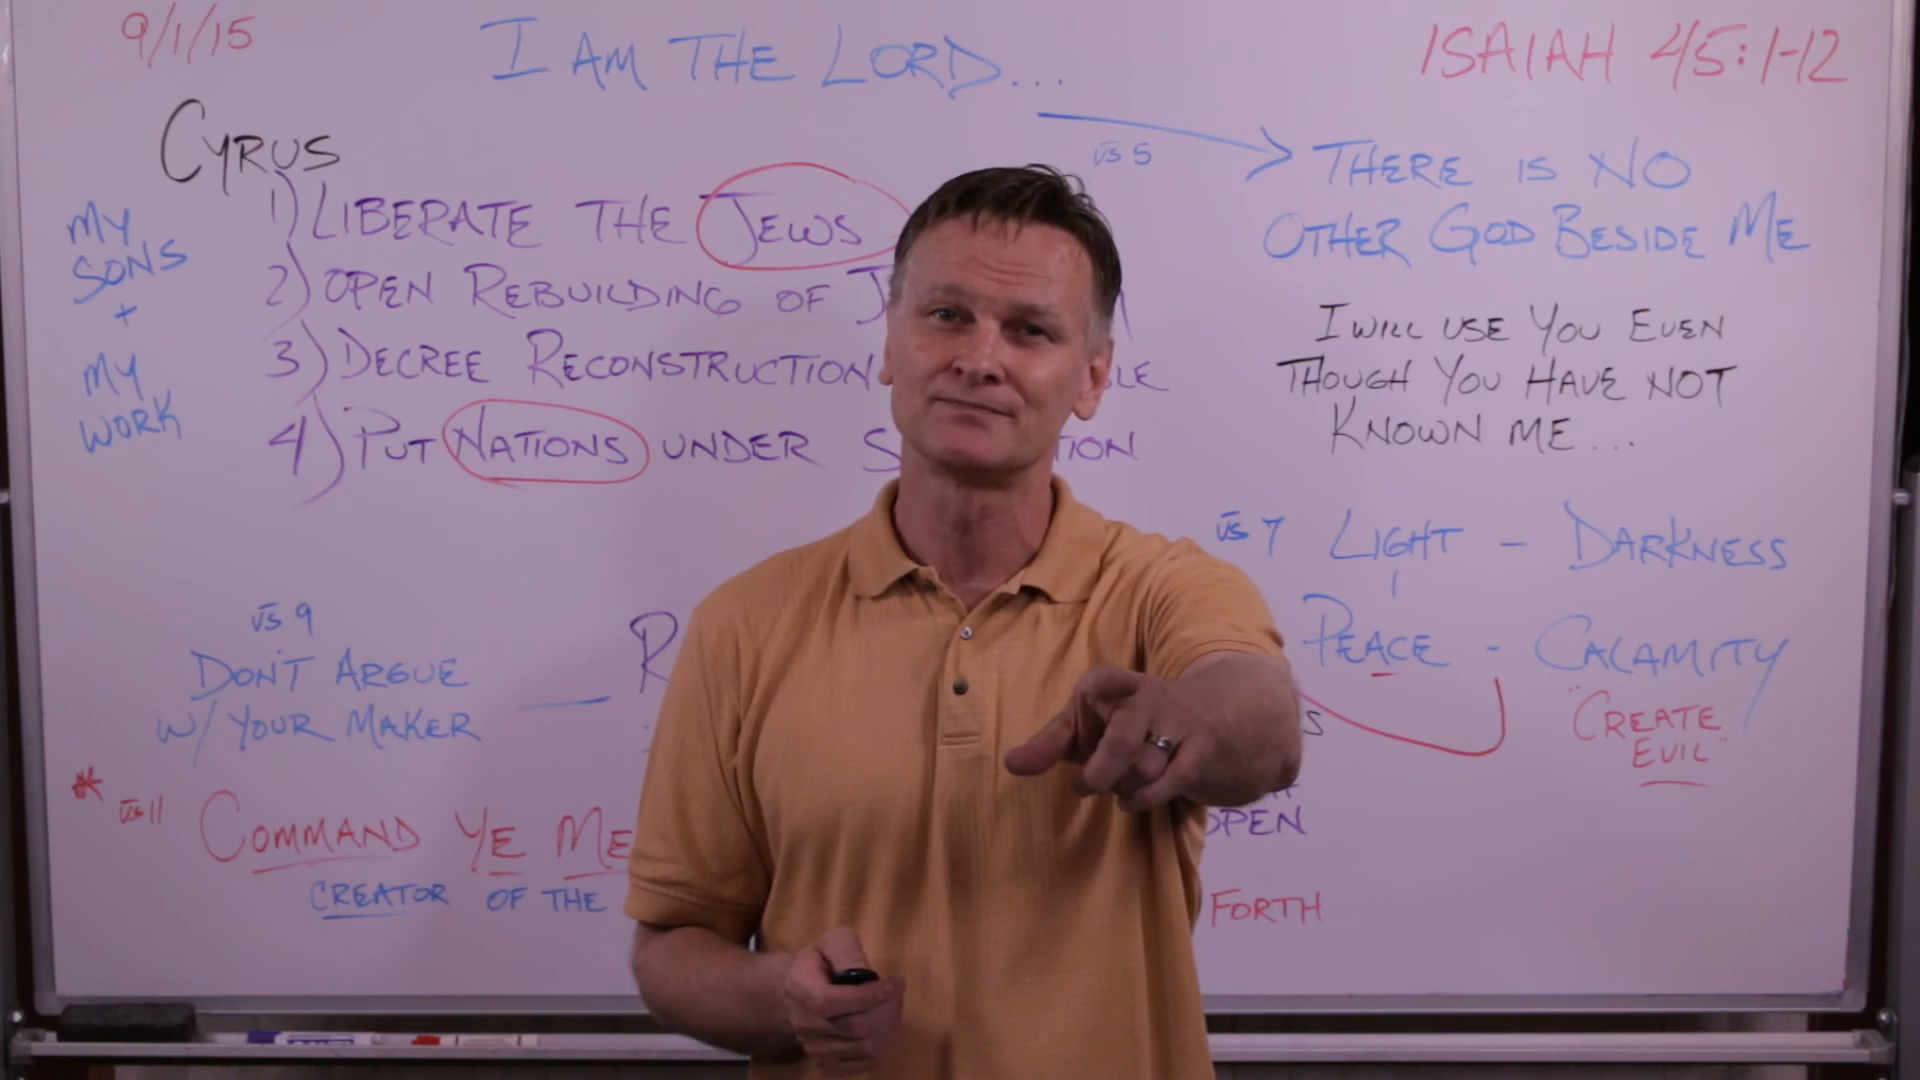 9/1/15
I AM THE LORD...
ISAIAH 45:1-12
CYRUS
MY
SONS
+
MY
WORK
1) LIBERATE THE JEWS
2) OPEN REBUILDING OF
3) DECREE RECONSTRUCTION
4) PUT NATIONS UNDER
vs 5
THERE IS NO
OTHER GOD BESIDE ME
I WILL USE YOU EVEN
THOUGH YOU HAVE NOT
KNOWN ME...
vs 7 LIGHT - DARKNESS
PEACE - CALAMITY
"CREATE
EVIL"
vs 9
DON'T ARGUE
W/ YOUR MAKER
vs 11 COMMAND YE ME
CREATOR OF THE
OPEN
FORTH